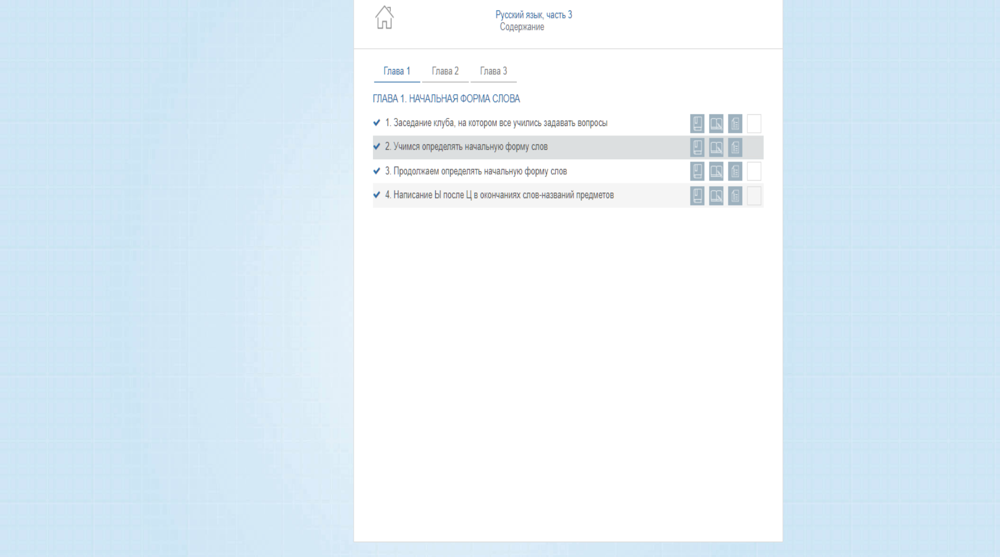 Русский язык, часть 3
Содержание
Глава 1 Глава 2 Глава 3
ГЛАВА 1. НАЧАЛЬНАЯ ФОРМА СЛОВА
1. Заседание клуба, на котором все учились задавать вопросы
2. Учимся определять начальную форму слов
3. Продолжаем определять начальную форму слов
4. Написание Ы после Ц в окончаниях слов-названий предметов